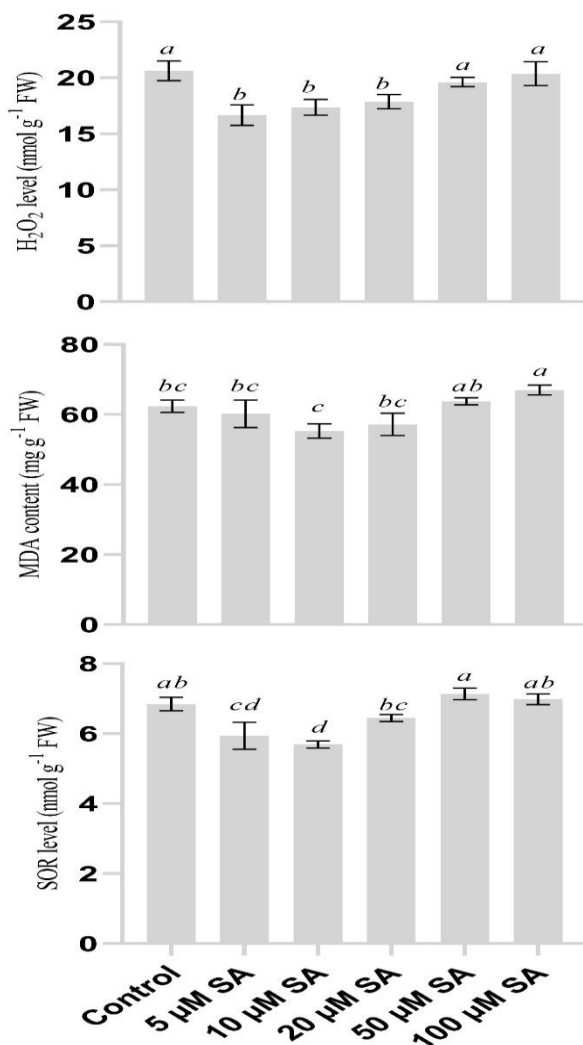 H₂O₂ level (nmol g⁻¹ FW)
25
20
15
10
5
0
a
b
b
b
a
a
MDA content (mg g⁻¹ FW)
80
60
40
20
0
bc
bc
c
bc
ab
a
SOR level (nmol g⁻¹ FW)
8
6
4
2
0
ab
cd
d
bc
a
ab
Control
5 µM SA
10 µM SA
20 µM SA
50 µM SA
100 µM SA